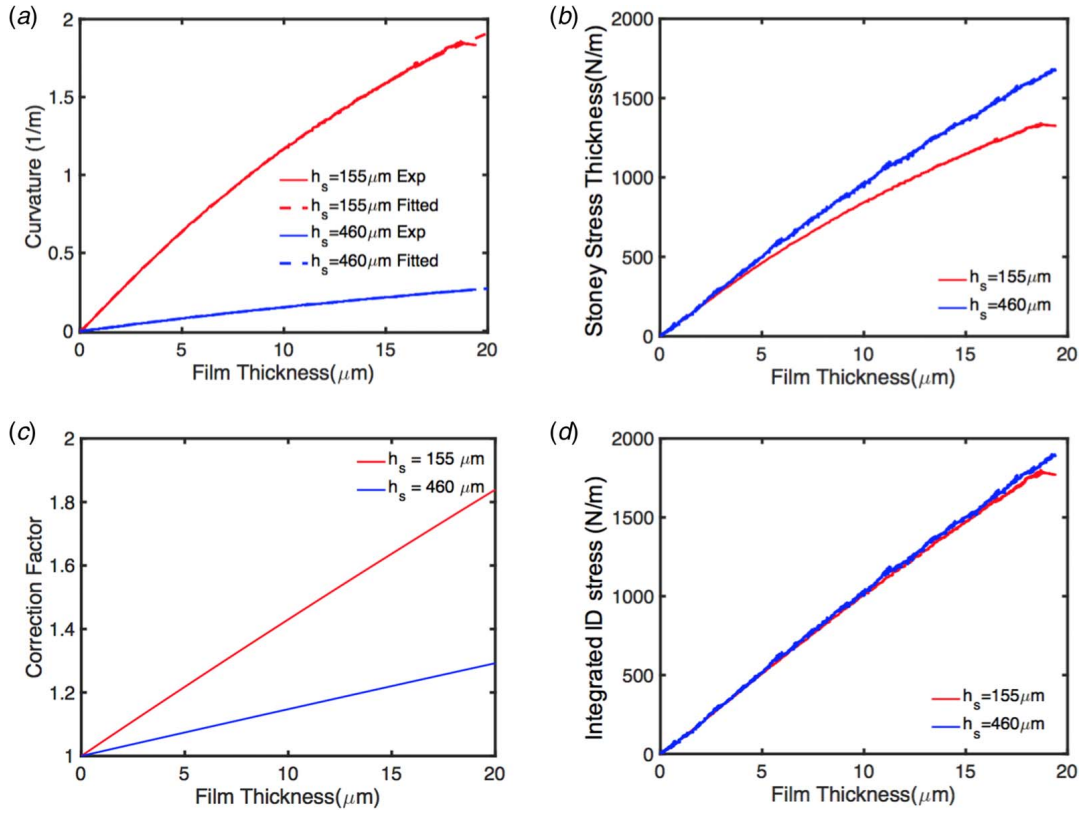 (a)
2
1.5
1
0.5
0
Curvature (1/m)
h_s=155μm Exp
h_s=155μm Fitted
h_s=460μm Exp
h_s=460μm Fitted
0 5 10 15 20
Film Thickness(μm)
(b)
2000
1500
1000
500
0
Stoney Stress Thickness(N/m)
h_s=155μm
h_s=460μm
0 5 10 15 20
Film Thickness(μm)
(c)
2
1.8
1.6
1.4
1.2
1
Correction Factor
h_s = 155 μm
h_s = 460 μm
0 5 10 15 20
Film Thickness(μm)
(d)
2000
1500
1000
500
0
Integrated ID stress (N/m)
h_s=155μm
h_s=460μm
0 5 10 15 20
Film Thickness(μm)